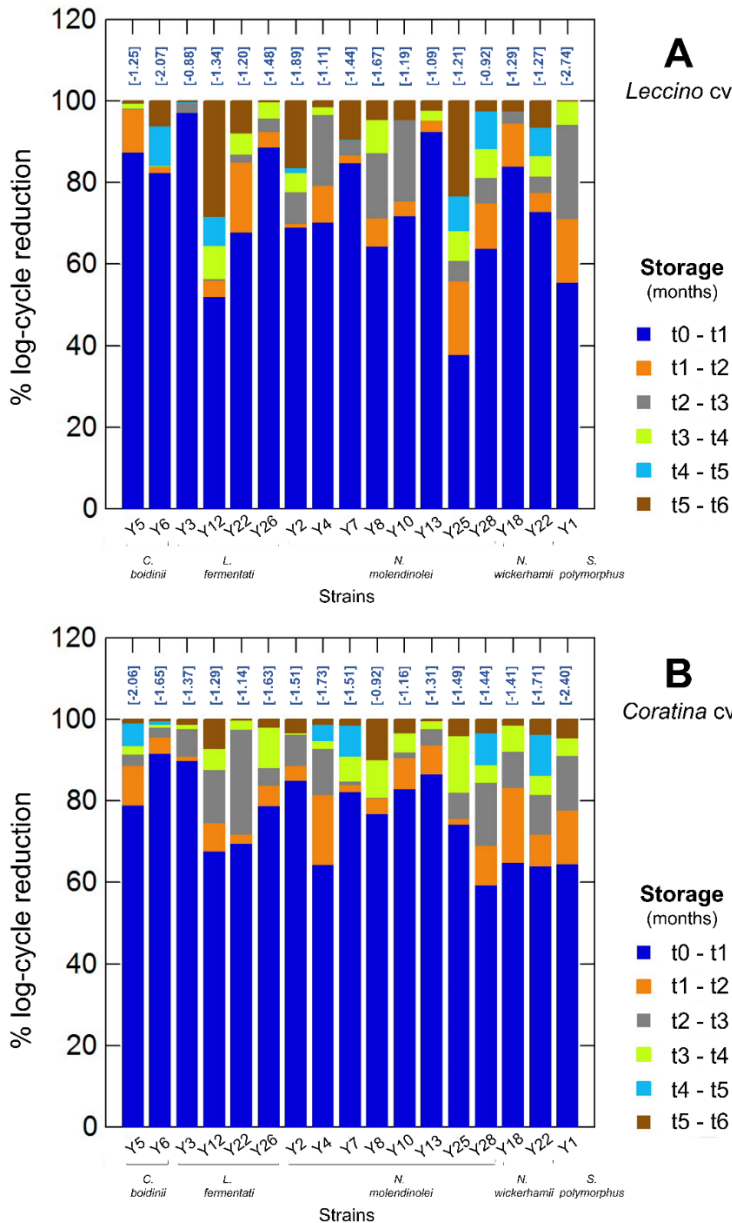 120
100
80
60
40
20
0
% log-cycle reduction
[-1.25] [-2.07] [-0.88] [-1.34] [-1.20] [-1.48] [-1.89] [-1.11] [-1.44] [-1.67] [-1.19] [-1.09] [-1.21] [-0.92] [-1.29] [-1.27] [-2.74]
Y5 Y6 Y3 Y12 Y22 Y26 Y2 Y4 Y7 Y8 Y10 Y13 Y25 Y28 Y18 Y22 Y1
C. L. N. N. S.
boidinii fermentati molendinolei wickerhamii polymorphus
Strains
A
Leccino cv
Storage
(months)
t0 - t1
t1 - t2
t2 - t3
t3 - t4
t4 - t5
t5 - t6
120
100
80
60
40
20
0
% log-cycle reduction
[-2.06] [-1.65] [-1.37] [-1.29] [-1.14] [-1.63] [-1.51] [-1.73] [-1.51] [-0.92] [-1.16] [-1.31] [-1.49] [-1.44] [-1.41] [-1.71] [-2.40]
Y5 Y6 Y3 Y12 Y22 Y26 Y2 Y4 Y7 Y8 Y10 Y13 Y25 Y28 Y18 Y22 Y1
C. L. N. N. S.
boidinii fermentati molendinolei wickerhamii polymorphus
Strains
B
Coratina cv
Storage
(months)
t0 - t1
t1 - t2
t2 - t3
t3 - t4
t4 - t5
t5 - t6